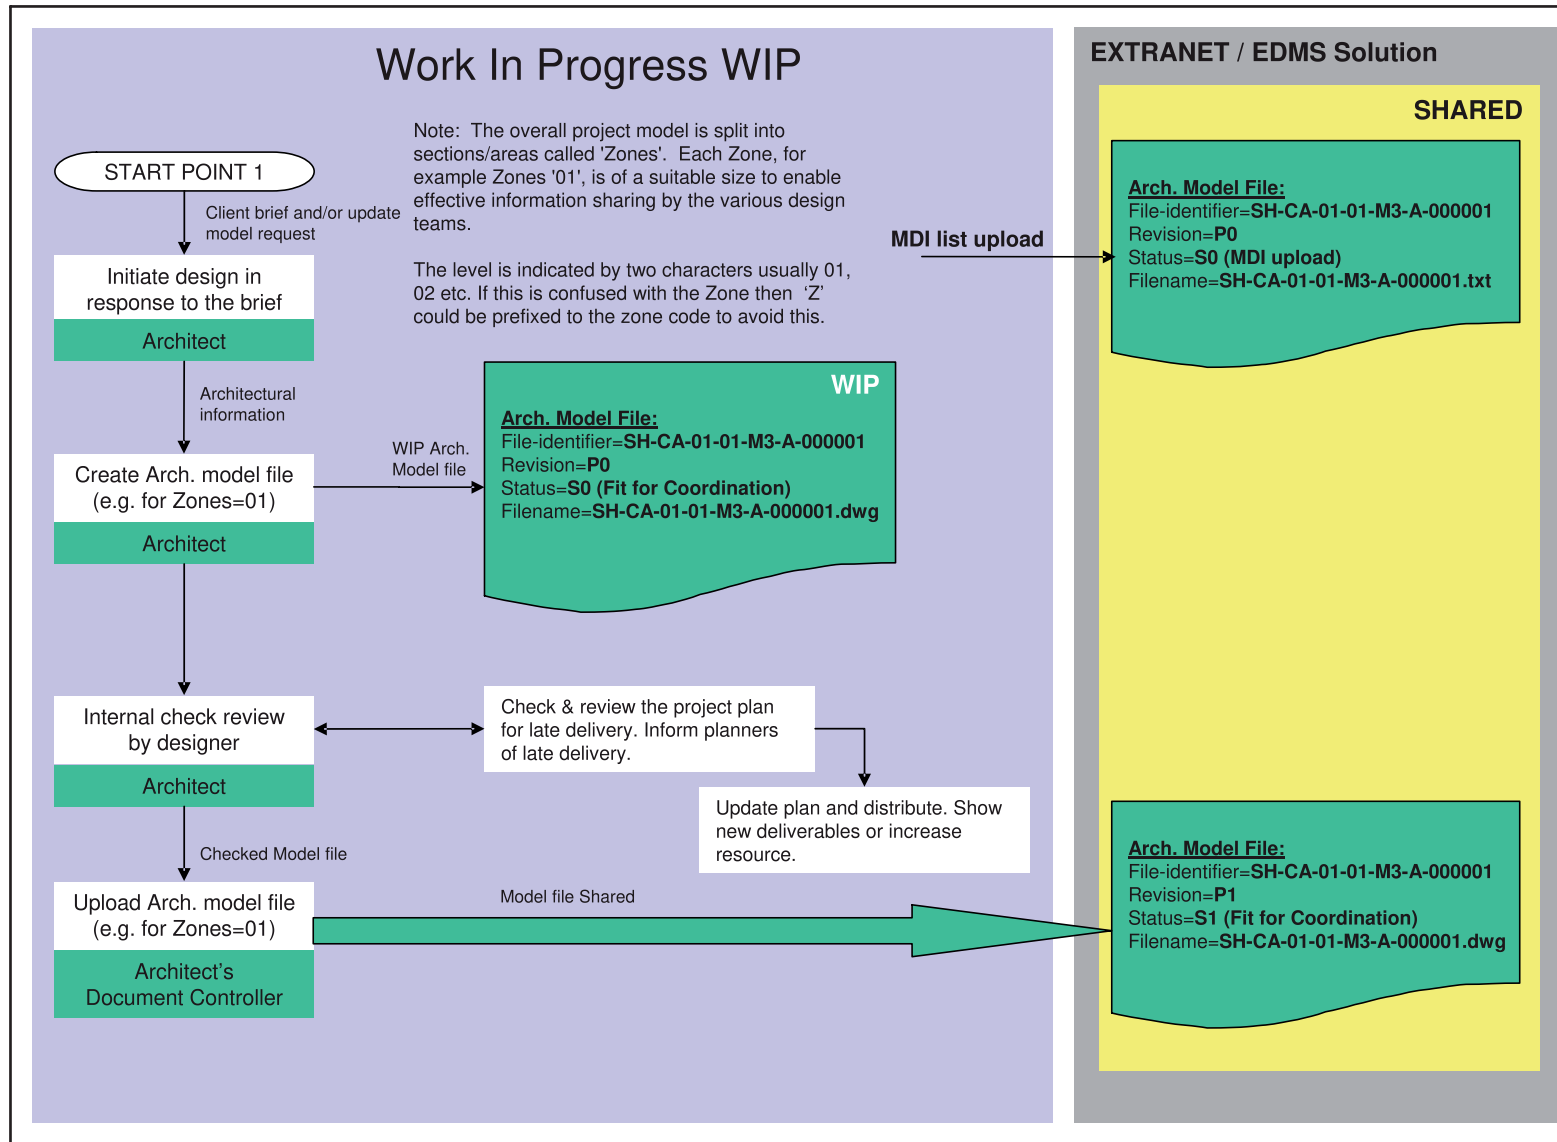 Work In Progress WIP
EXTRANET / EDMS Solution
SHARED
Note:  The overall project model is split into
sections/areas called 'Zones'.  Each Zone, for
example Zones '01', is of a suitable size to enable
effective information sharing by the various design
teams.
The level is indicated by two characters usually 01,
02 etc. If this is confused with the Zone then  ‘Z’
could be prefixed to the zone code to avoid this.
START POINT 1
Client brief and/or update
model request
Initiate design in
response to the brief
Architect
Architectural
information
Create Arch. model file
(e.g. for Zones=01)
Architect
WIP Arch.
Model file
WIP
Arch. Model File:
File-identifier=SH-CA-01-01-M3-A-000001
Revision=P0
Status=S0 (Fit for Coordination)
Filename=SH-CA-01-01-M3-A-000001.dwg
MDI list upload
Arch. Model File:
File-identifier=SH-CA-01-01-M3-A-000001
Revision=P0
Status=S0 (MDI upload)
Filename=SH-CA-01-01-M3-A-000001.txt
Internal check review
by designer
Architect
Check & review the project plan
for late delivery. Inform planners
of late delivery.
Update plan and distribute. Show
new deliverables or increase
resource.
Checked Model file
Upload Arch. model file
(e.g. for Zones=01)
Architect’s
Document Controller
Model file Shared
Arch. Model File:
File-identifier=SH-CA-01-01-M3-A-000001
Revision=P1
Status=S1 (Fit for Coordination)
Filename=SH-CA-01-01-M3-A-000001.dwg